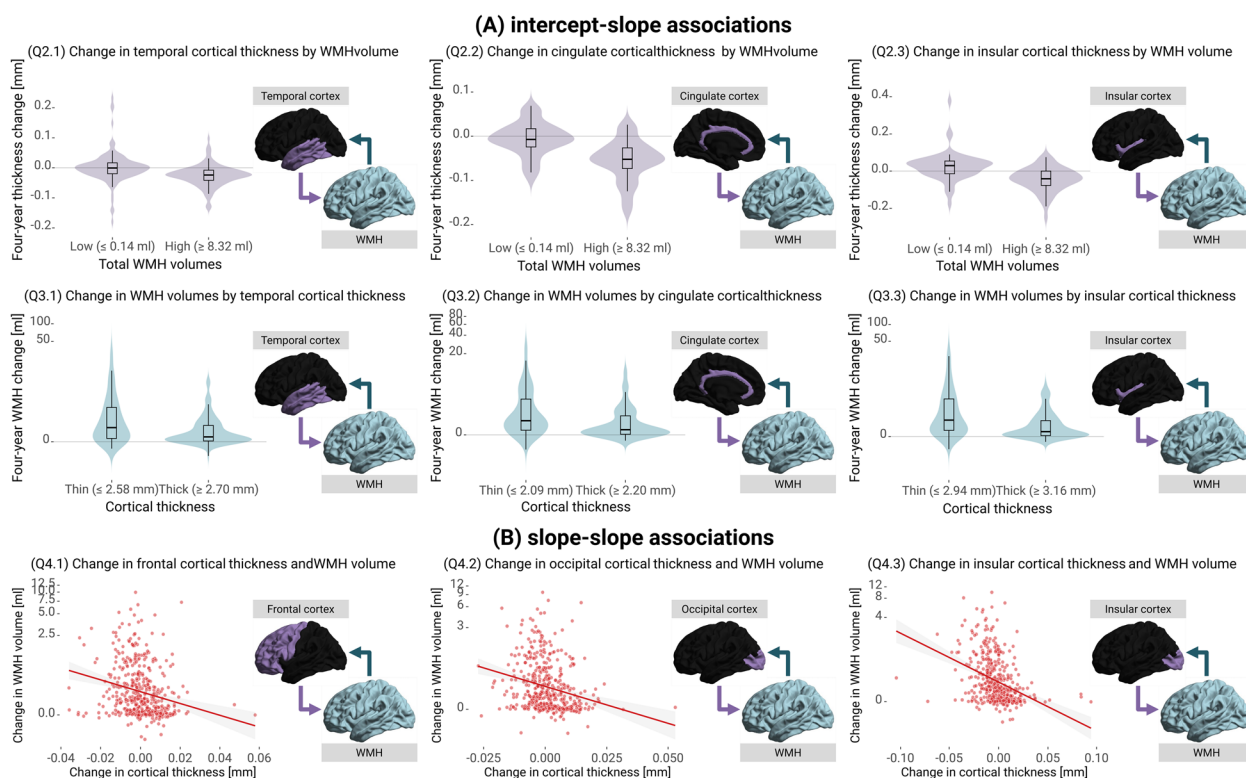 (A) intercept-slope associations
(Q2.1) Change in temporal cortical thickness by WMHvolume
Four-year thickness change [mm]
0.2
0.1
0.0
-0.1
-0.2
Low (≤ 0.14 ml) High (≥ 8.32 ml)
Total WMH volumes
Temporal cortex
WMH
(Q2.2) Change in cingulate corticalthickness by WMHvolume
Four-year thickness change [mm]
0.1
-0.0
-0.1
-0.2
Low (≤ 0.14 ml) High (≥ 8.32 ml)
Total WMH volumes
Cingulate cortex
WMH
(Q2.3) Change in insular cortical thickness by WMH volume
Four-year thickness change [mm]
0.4
0.2
0.0
-0.2
Low (≤ 0.14 ml) High (≥ 8.32 ml)
Total WMH volumes
Insular cortex
WMH
(Q3.1) Change in WMH volumes by temporal cortical thickness
Four-year WMH change [ml]
100
50
0
Thin (≤ 2.58 mm)Thick (≥ 2.70 mm)
Cortical thickness
Temporal cortex
WMH
(Q3.2) Change in WMH volumes by cingulate corticalthickness
Four-year WMH change [ml]
80
60
40
20
0
Thin (≤ 2.09 mm) Thick (≥ 2.20 mm)
Cortical thickness
Cingulate cortex
WMH
(Q3.3) Change in WMH volumes by insular cortical thickness
Four-year WMH change [ml]
100
50
0
Thin (≤ 2.94 mm)Thick (≥ 3.16 mm)
Cortical thickness
Insular cortex
WMH
(B) slope-slope associations
(Q4.1) Change in frontal cortical thickness andWMH volume
Change in WMH volume [ml]
12.5
10.0
7.5
5.0
2.5
0.0
-0.04 -0.02 0.00 0.02 0.04 0.06
Change in cortical thickness [mm]
Frontal cortex
WMH
(Q4.2) Change in occipital cortical thickness and WMH volume
Change in WMH volume [ml]
12
9
6
3
0
-0.025 0.000 0.025 0.050
Change in cortical thickness [mm]
Occipital cortex
WMH
(Q4.3) Change in insular cortical thickness and WMH volume
Change in WMH volume [ml]
12
8
4
0
-0.10 -0.05 0.00 0.05 0.10
Change in cortical thickness [mm]
Insular cortex
WMH